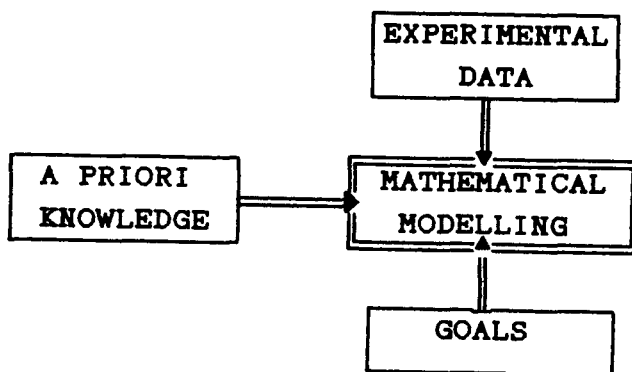 EXPERIMENTAL
DATA
A PRIORI
KNOWLEDGE
MATHEMATICAL
MODELLING
GOALS